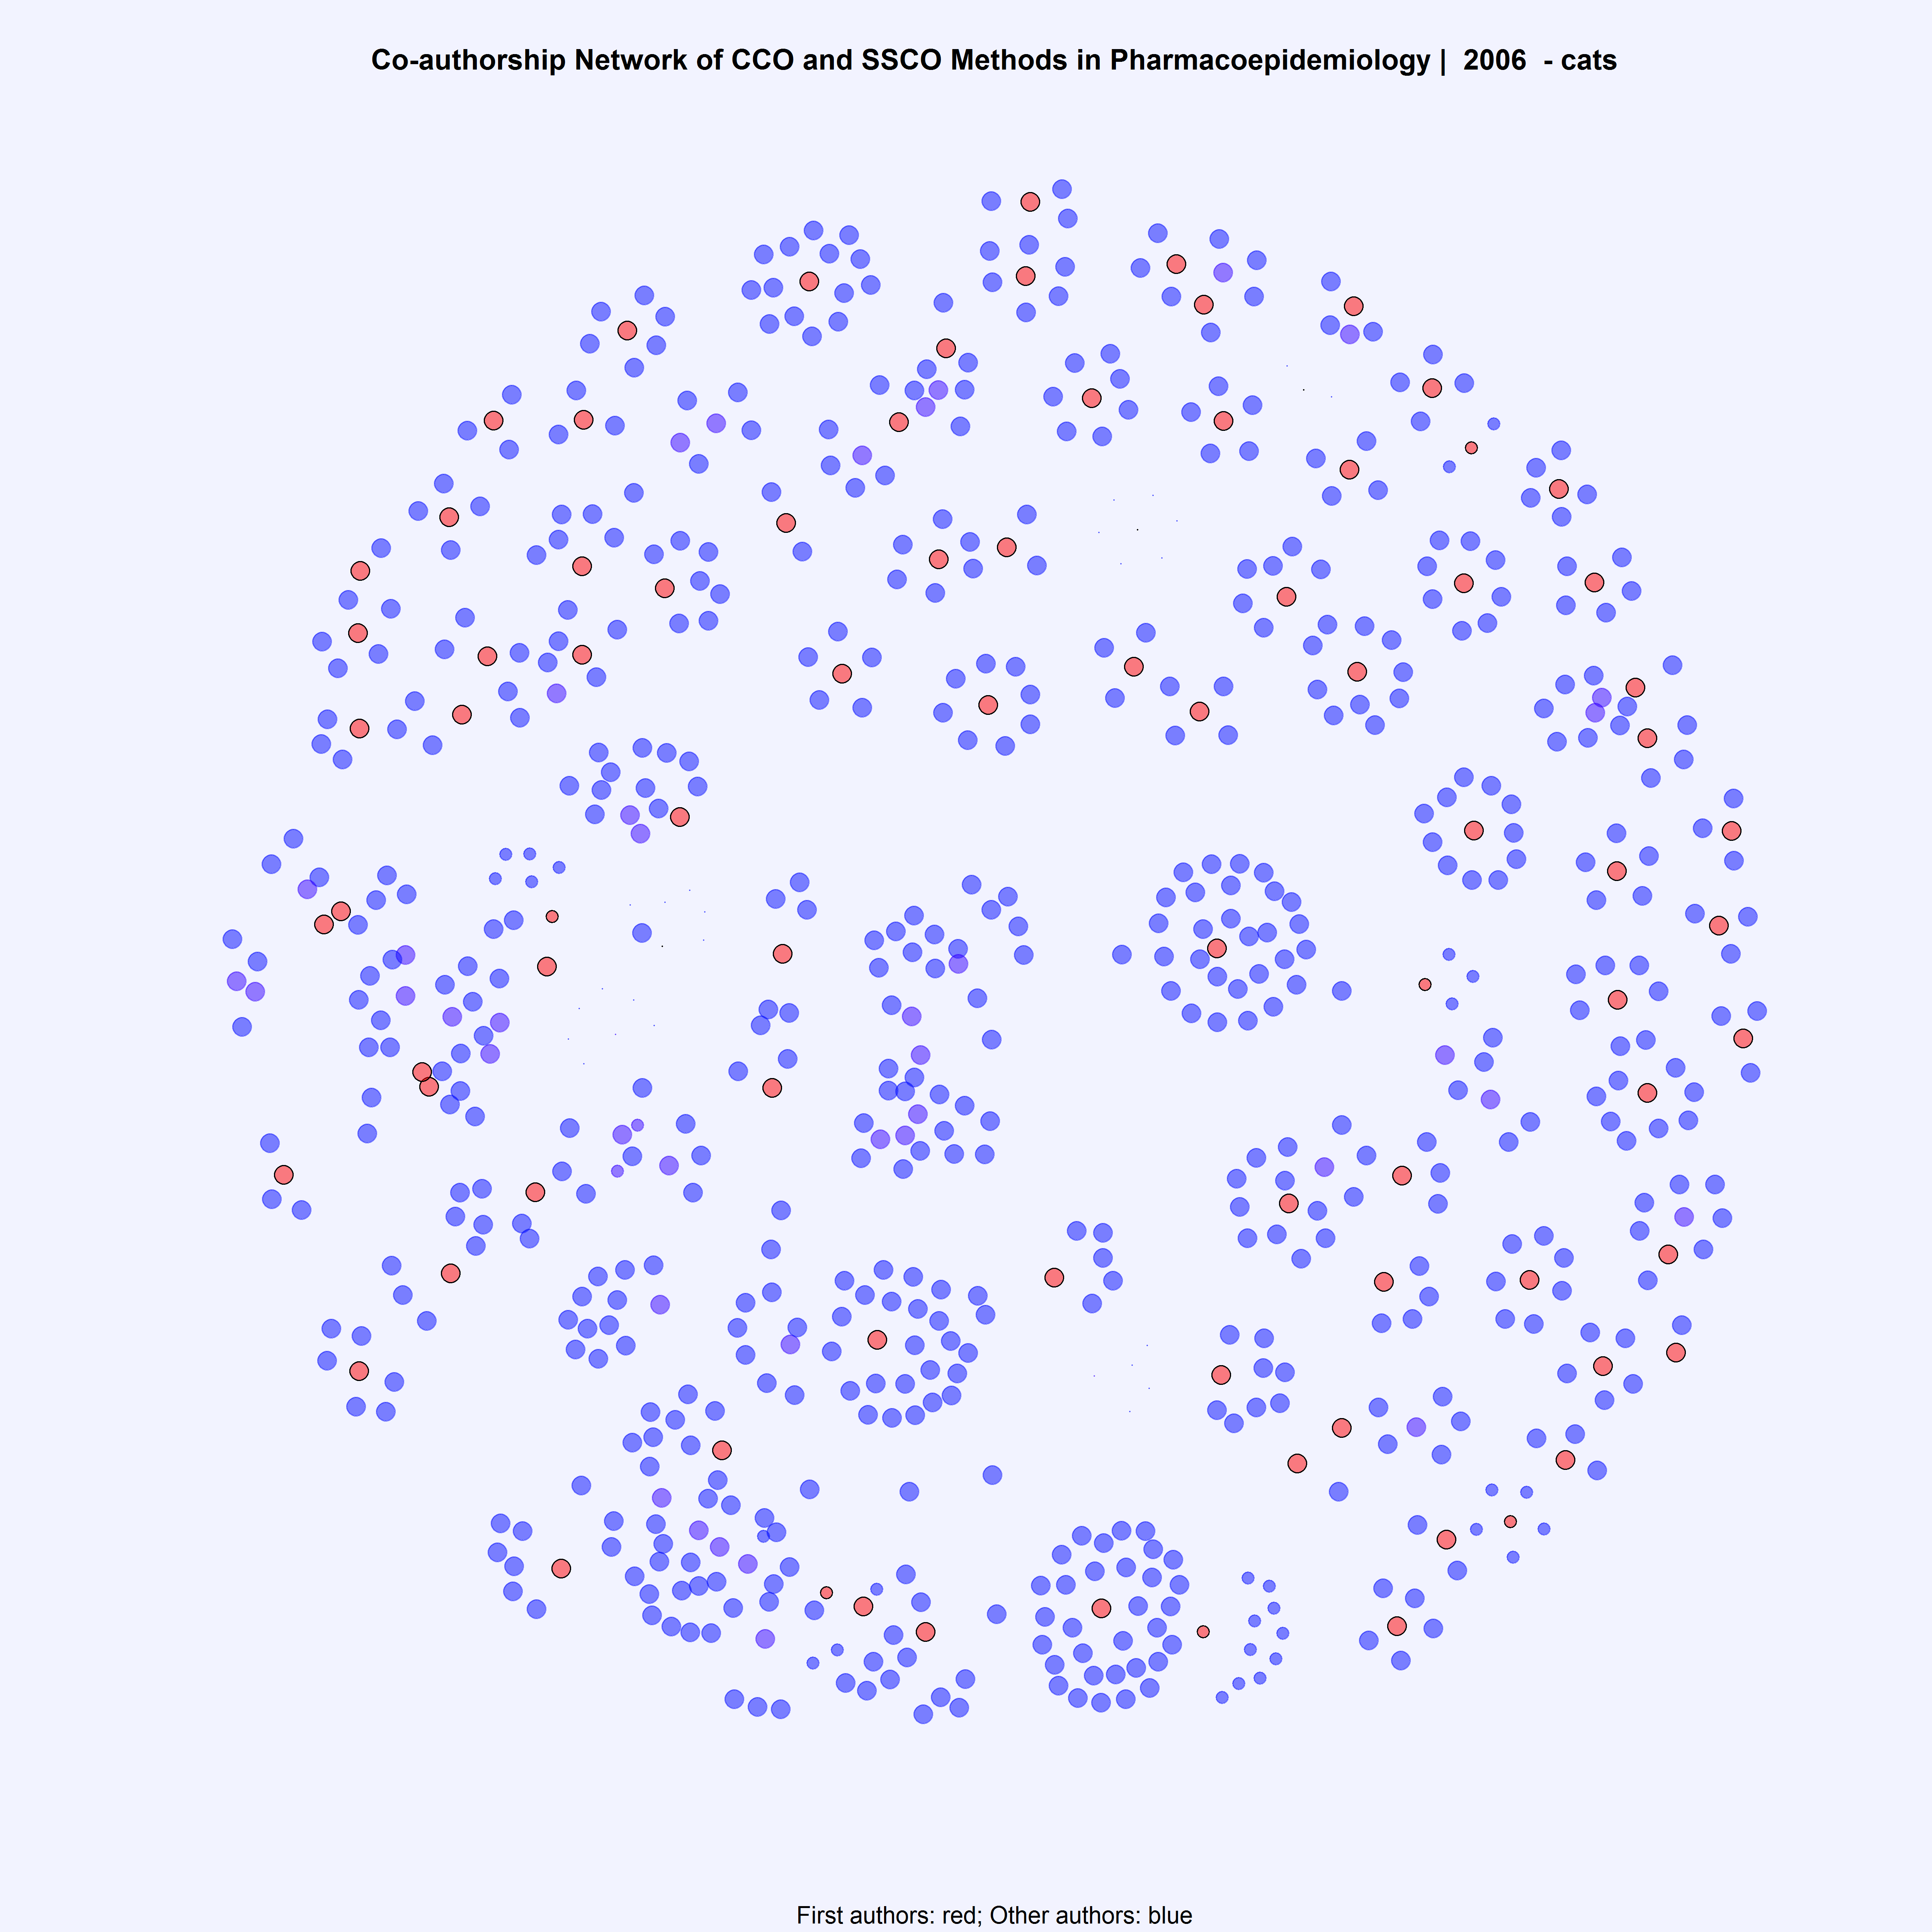 Co-authorship Network of CCO and SSCO Methods in Pharmacoepidemiology | 2006 - cats
First authors: red; Other authors: blue